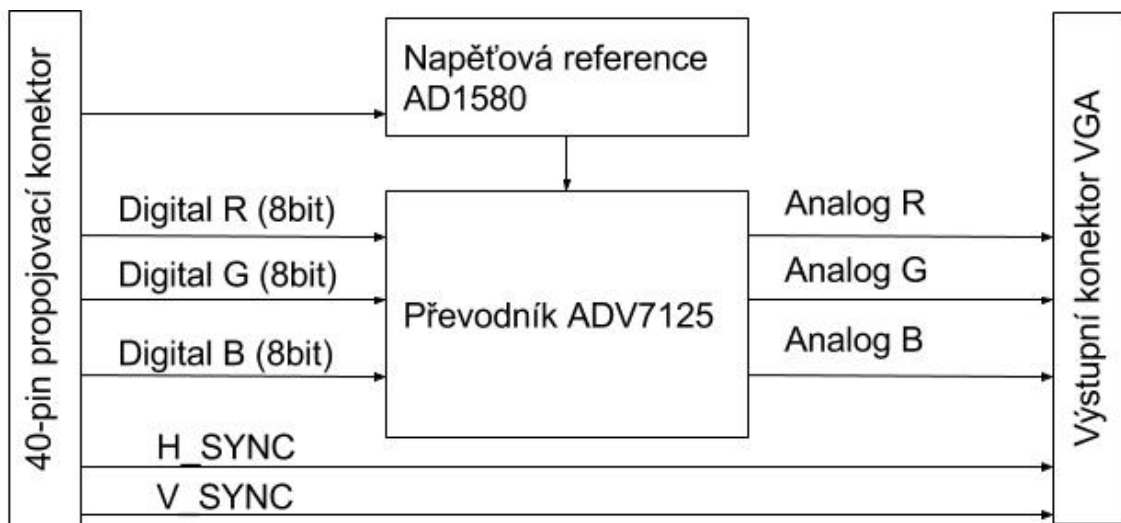 40-pin propojovací konektor
Napěťová reference
AD1580
Digital R (8bit)
Digital G (8bit)
Digital B (8bit)
Převodník ADV7125
Analog R
Analog G
Analog B
H_SYNC
V_SYNC
Výstupní konektor VGA